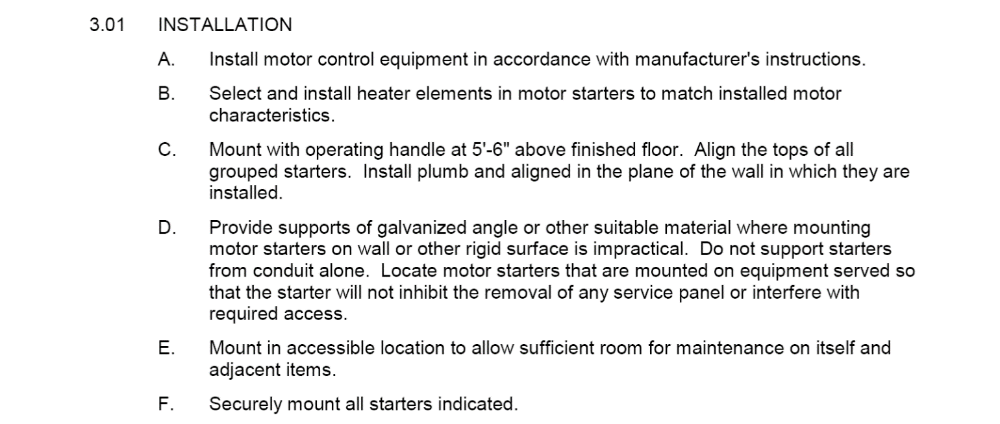 3.01 INSTALLATION
A. Install motor control equipment in accordance with manufacturer's instructions.
B. Select and install heater elements in motor starters to match installed motor
characteristics.
C. Mount with operating handle at 5'-6" above finished floor.  Align the tops of all
grouped starters.  Install plumb and aligned in the plane of the wall in which they are
installed.
D. Provide supports of galvanized angle or other suitable material where mounting
motor starters on wall or other rigid surface is impractical.  Do not support starters
from conduit alone.  Locate motor starters that are mounted on equipment served so
that the starter will not inhibit the removal of any service panel or interfere with
required access.
E. Mount in accessible location to allow sufficient room for maintenance on itself and
adjacent items.
F. Securely mount all starters indicated.